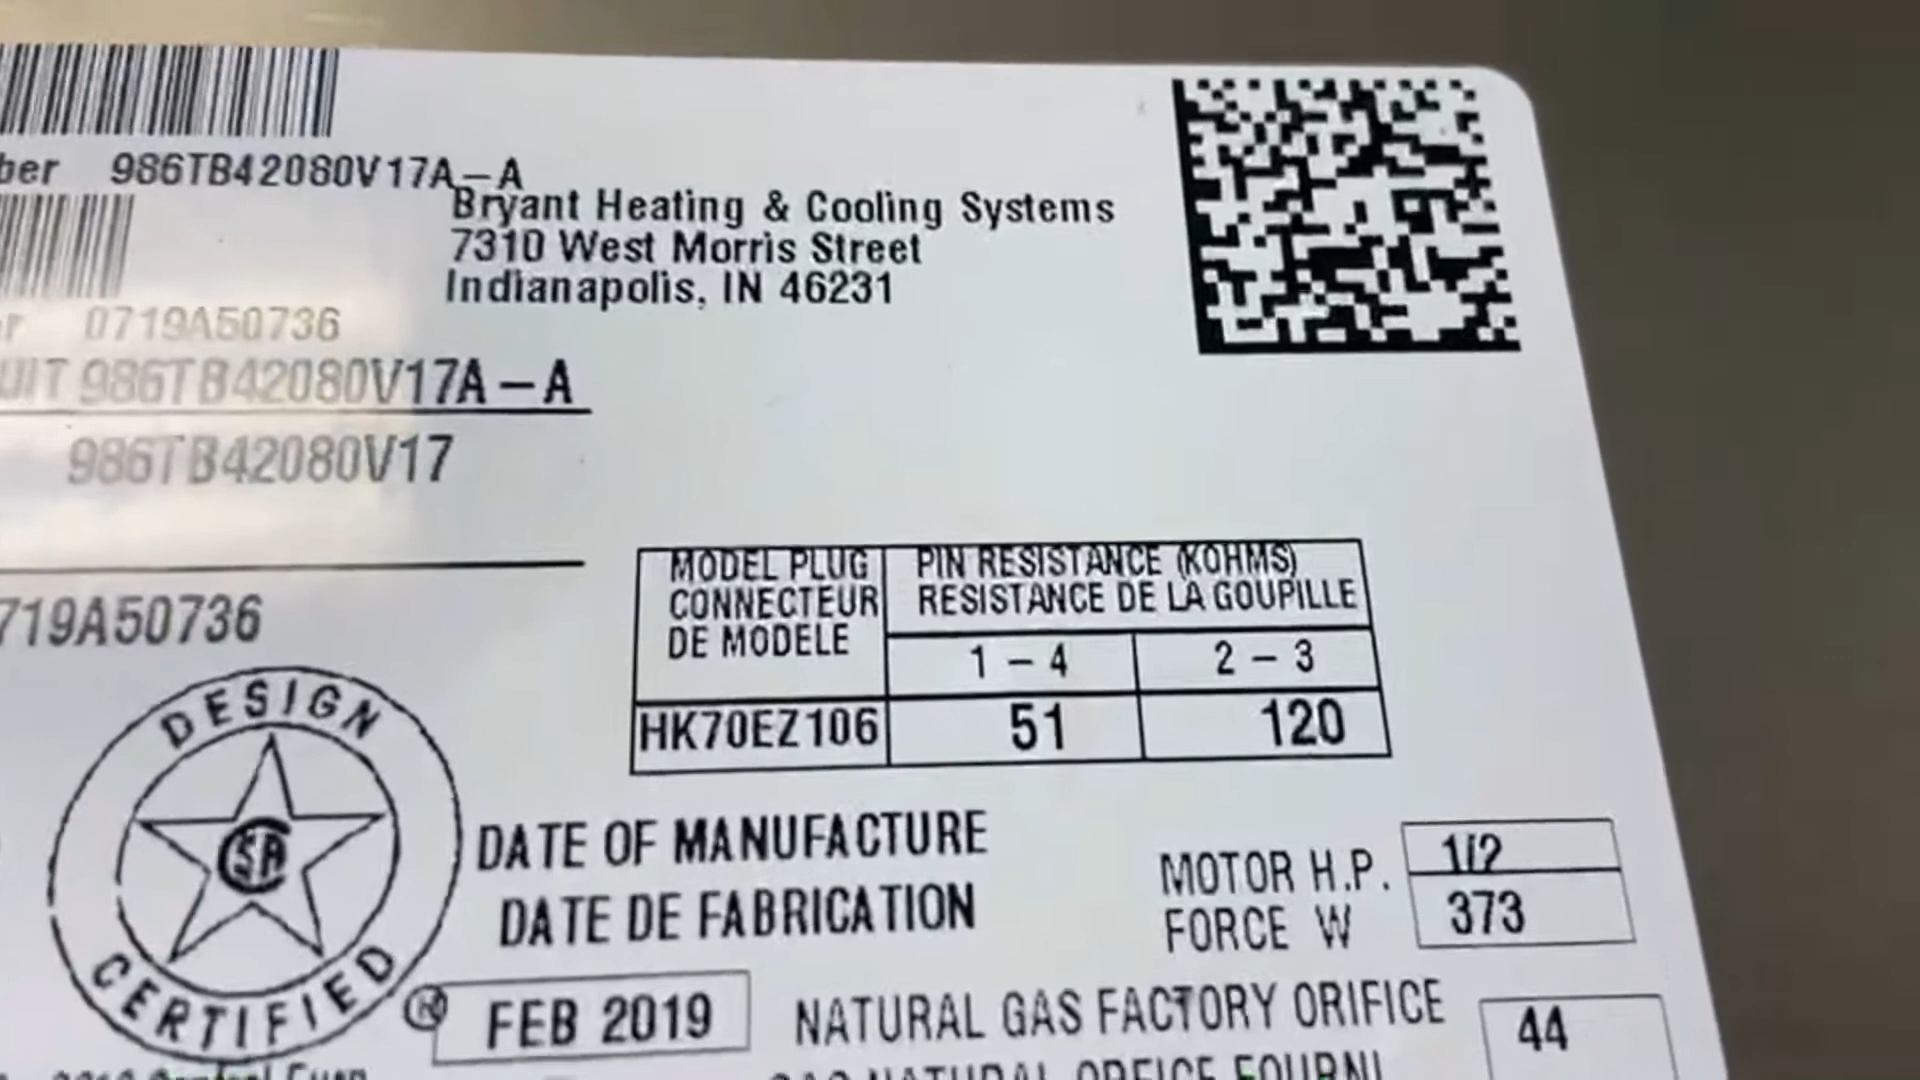 ber 986TB42080V17A-A
Bryant Heating & Cooling Systems
7310 West Morris Street
Indianapolis, IN 46231
r 0719A50736
UIT 986TB42080V17A-A
986TB42080V17
MODEL PLUG
CONNECTEUR
DE MODELE
PIN RESISTANCE (KOHMS)
RESISTANCE DE LA GOUPILLE
1 - 4
2 - 3
HK70EZ106
51
120
719A50736
DESIGN
CSA
CERTIFIED
®
DATE OF MANUFACTURE
DATE DE FABRICATION
FEB 2019
MOTOR H.P.
1/2
FORCE W
373
NATURAL GAS FACTORY ORIFICE
44